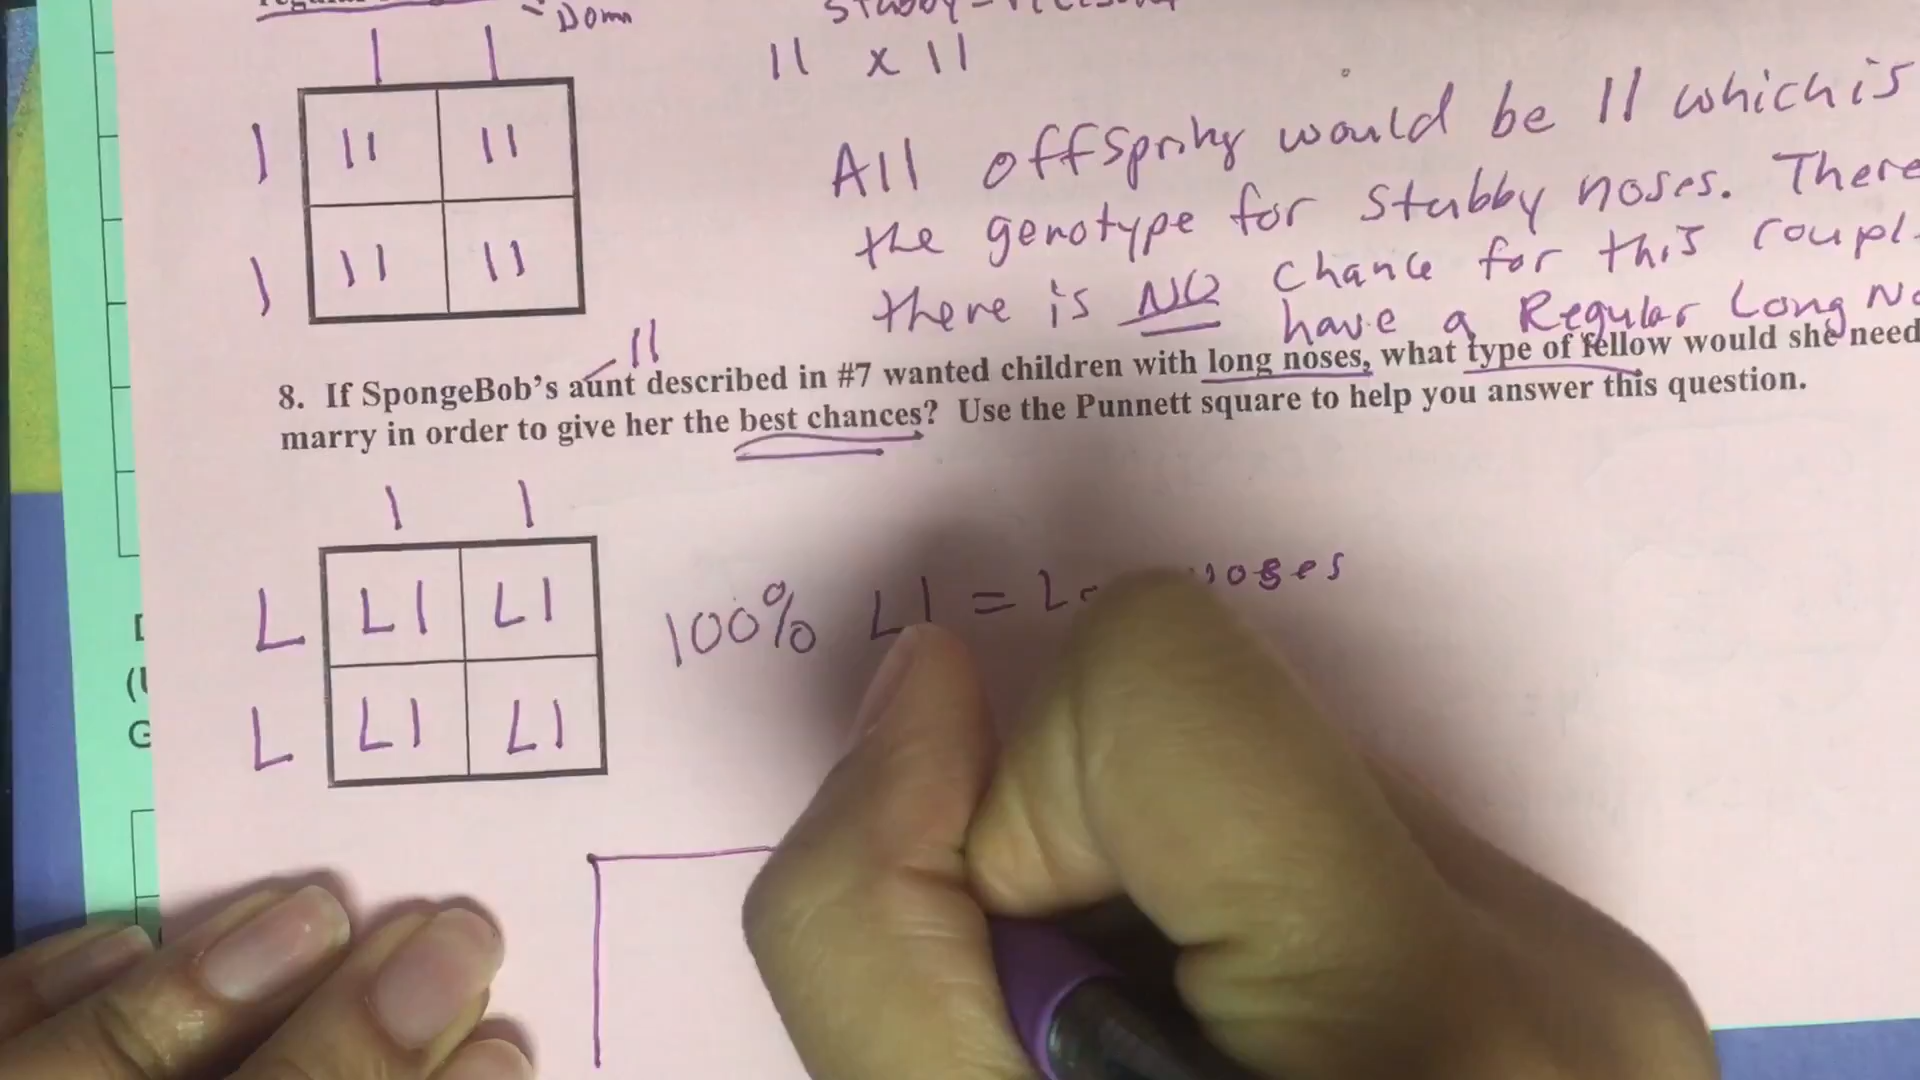 Domn
l l
ll x ll
l ll ll
l ll ll
All offspring would be ll which is
the genotype for stubby noses. There
there is NO chance for this coupl
have a Regular Long No
ll
8. If SpongeBob's aunt described in #7 wanted children with long noses, what type of fellow would she need
marry in order to give her the best chances? Use the Punnett square to help you answer this question.
l l
L Ll Ll
L Ll Ll
100% Ll = noses